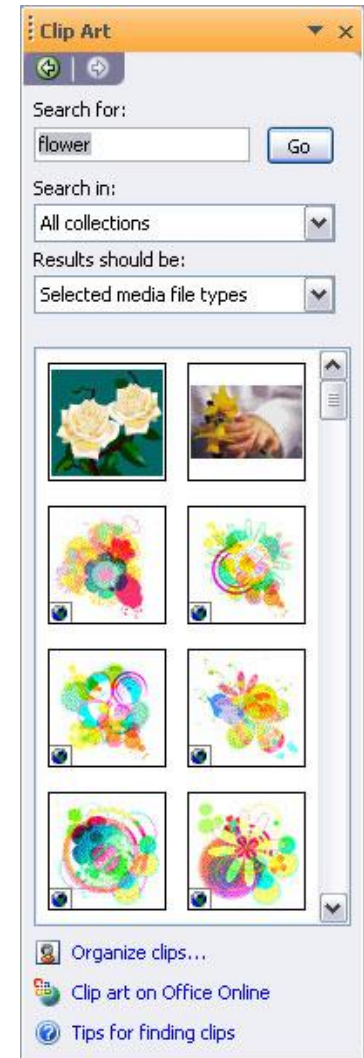 Clip Art
Search for:
flower
Go
Search in:
All collections
Results should be:
Selected media file types
Organize clips...
Clip art on Office Online
Tips for finding clips